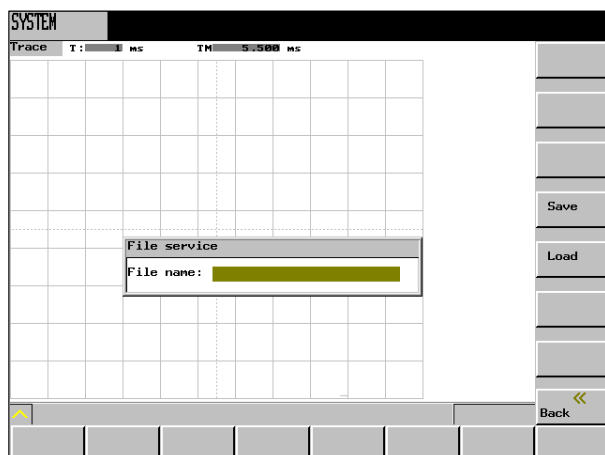 SYSTEM
Trace T: 1 ms TM 5.500 ms
Save
File service
Load
File name:
Back